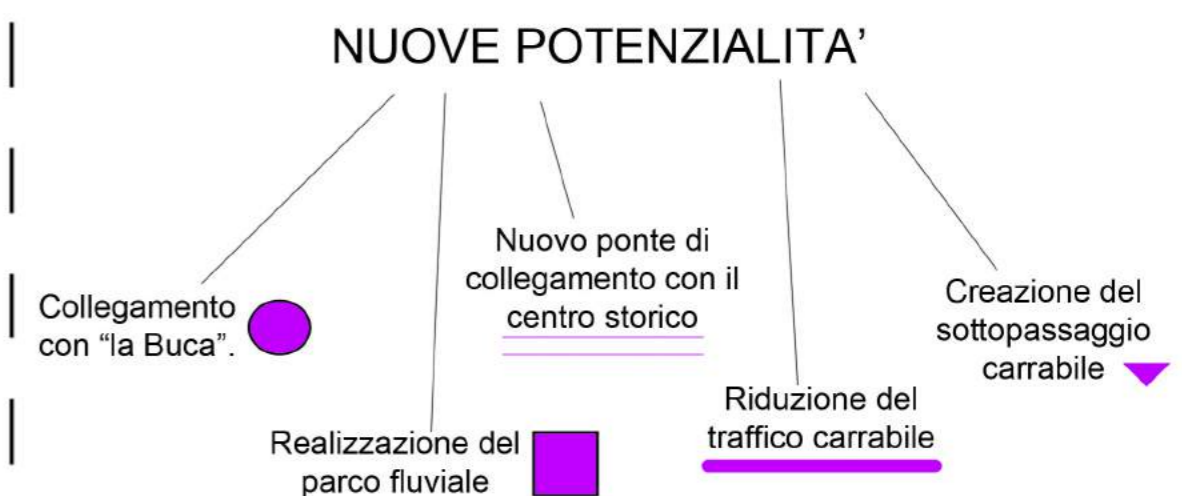 NUOVE POTENZIALITA’
Collegamento
con “la Buca”.
Realizzazione del
parco fluviale
Nuovo ponte di
collegamento con il
centro storico
Riduzione del
traffico carrabile
Creazione del
sottopassaggio
carrabile